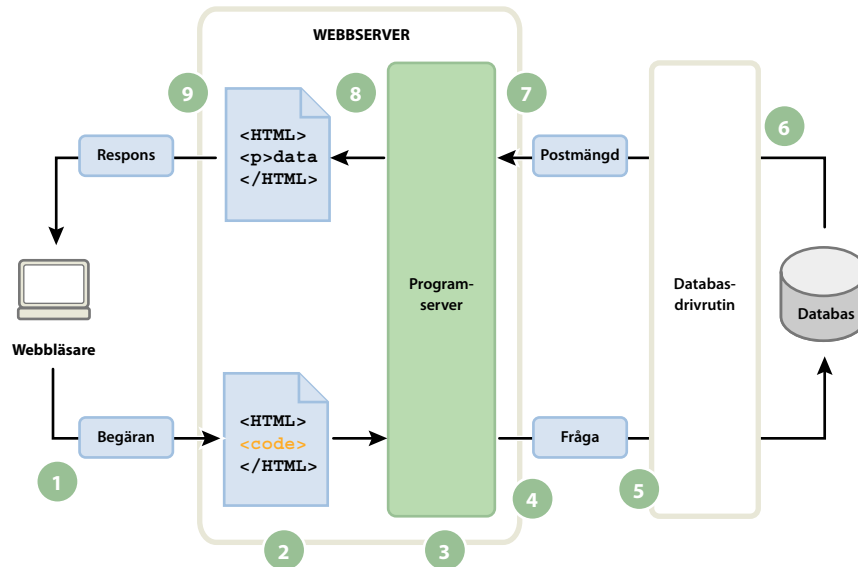 WEBBSERVER
9
8
7
6
<HTML>
<p>data
</HTML>
Respons
Postmängd
Program-
server
Databas-
drivrutin
Databas
Webbläsare
<HTML>
<code>
</HTML>
Begäran
Fråga
1
2
3
4
5